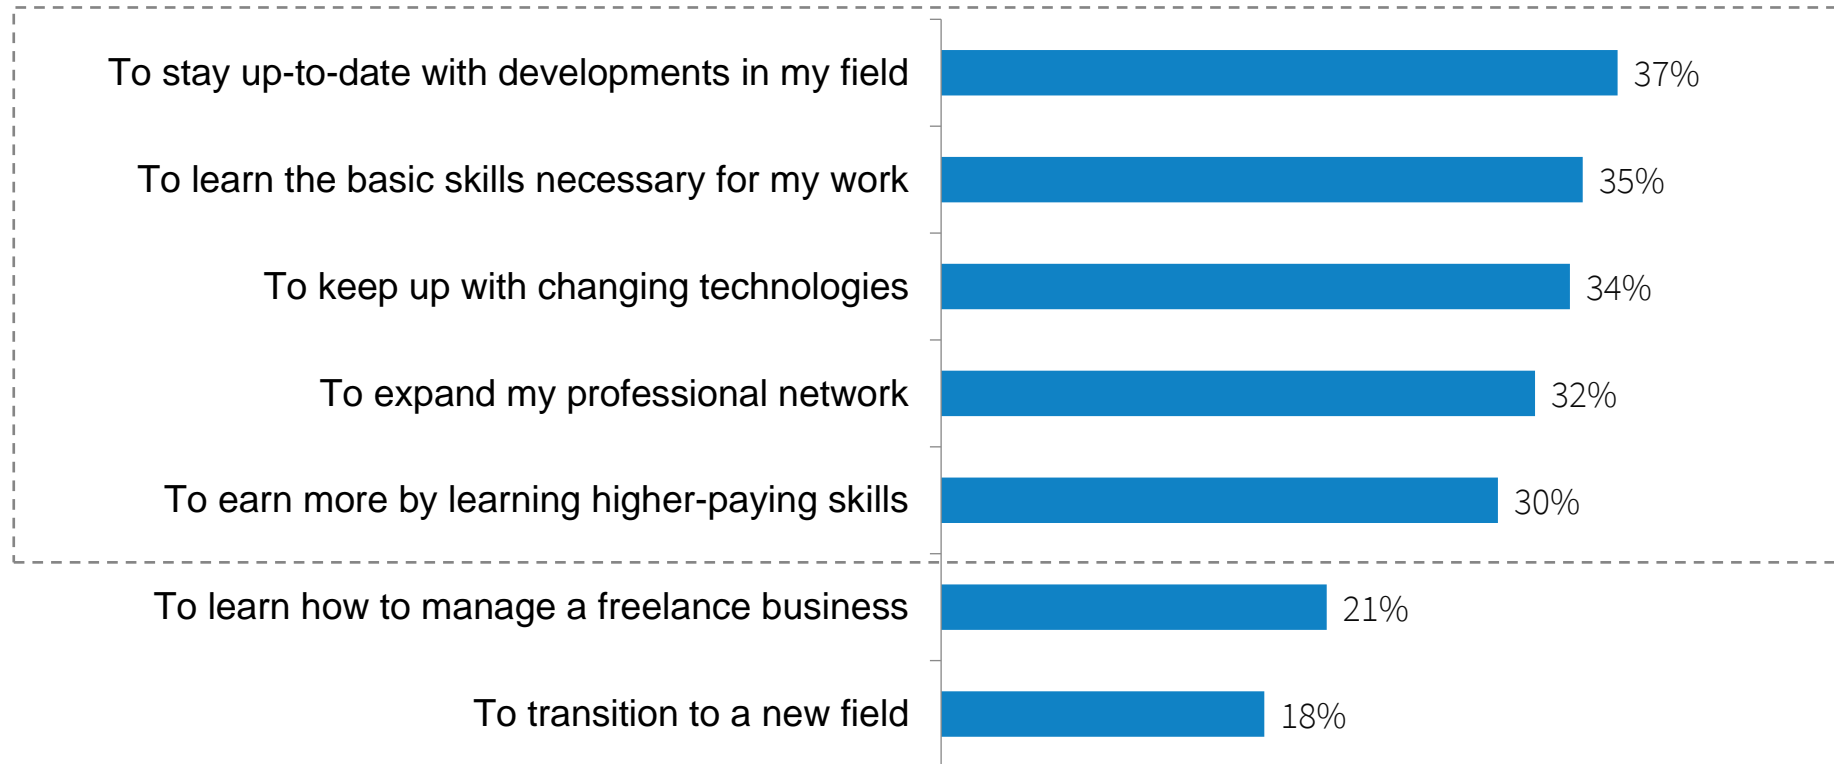 To stay up-to-date with developments in my field 37%
To learn the basic skills necessary for my work 35%
To keep up with changing technologies 34%
To expand my professional network 32%
To earn more by learning higher-paying skills 30%
To learn how to manage a freelance business 21%
To transition to a new field 18%